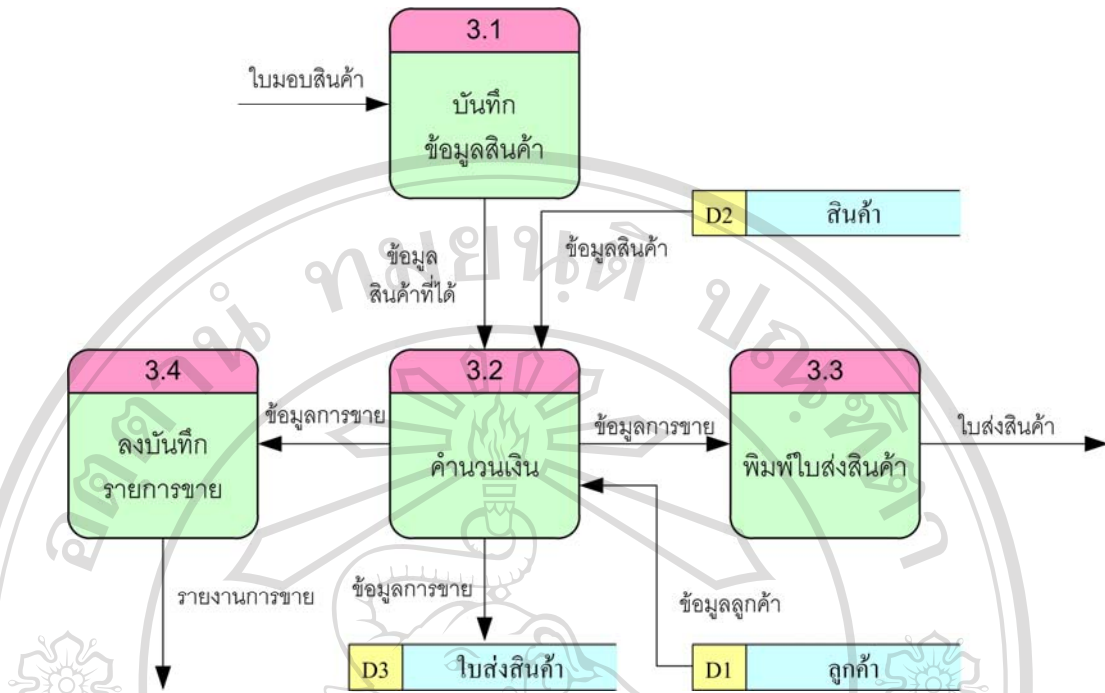 3.1
ใบมอบสินค้า
บันทึก
ข้อมูลสินค้า
D2
สินค้า
ข้อมูล
สินค้าที่ได้
ข้อมูลสินค้า
3.4
3.2
3.3
ลงบันทึก
รายการขาย
ข้อมูลการขาย
คำนวนเงิน
ข้อมูลการขาย
พิมพ์ใบส่งสินค้า
ใบส่งสินค้า
รายงานการขาย
ข้อมูลการขาย
ข้อมูลลูกค้า
D3
ใบส่งสินค้า
D1
ลูกค้า